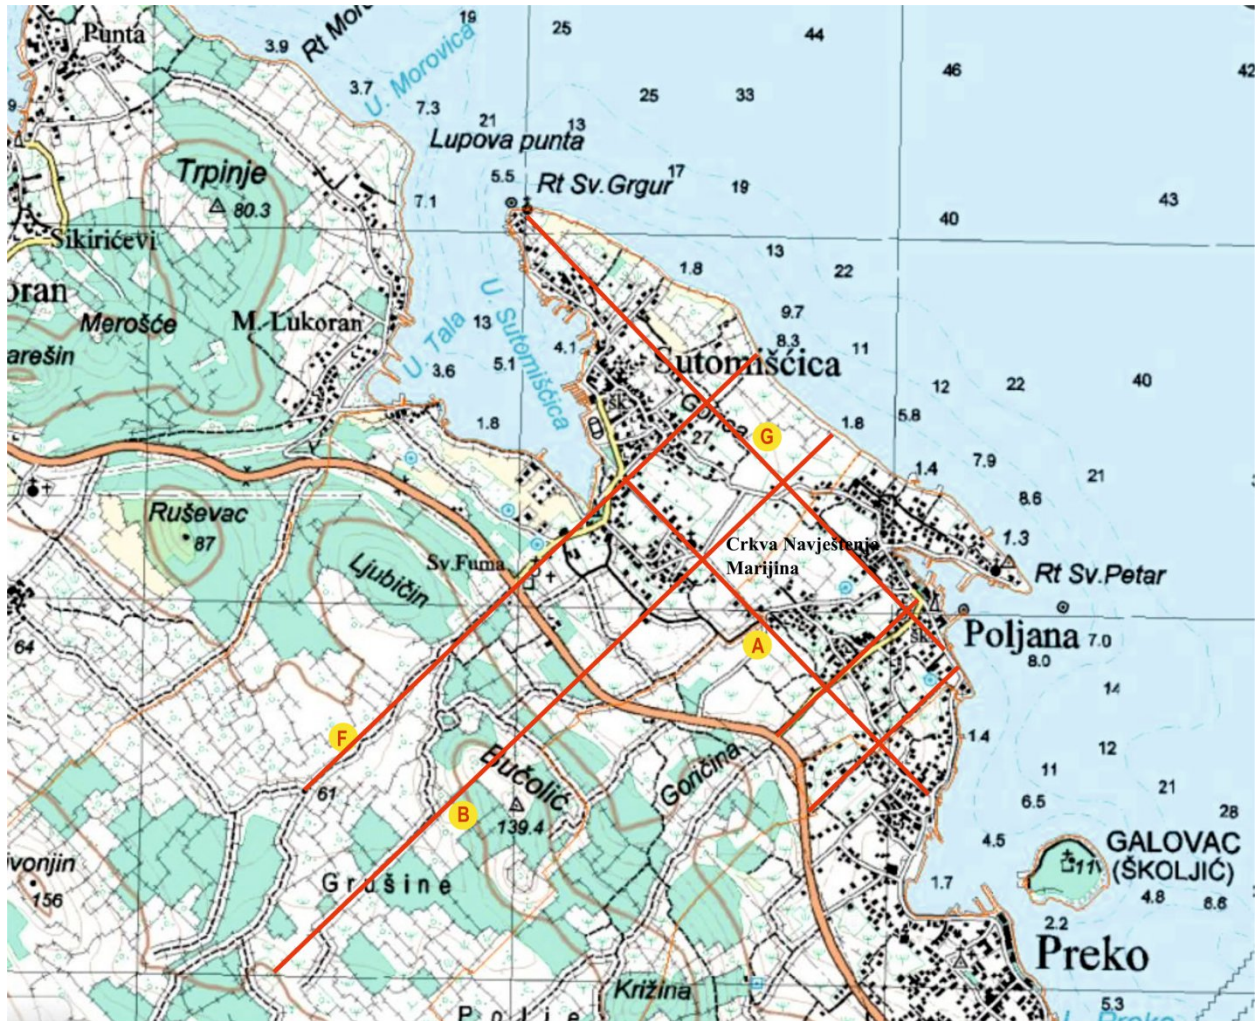 19
25
44
Punta
3.9
Rt Mor
46
42
3.7
U. Morovica
25
33
7.3
9
21
13
Lupova punta
Trpinje
17
5.5
Rt Sv.Grgur
19
80.3
7.1
43
40
Sikirićevi
13
1.8
22
oran
U. Sutomišćica
9.7
Merošće
M. Lukoran
13
U. Tala
8.3
arešin
4.1
11
Sutomišćica
5.1
3.6
12
22
40
Gorica
5.8
1.8
1.8
27
G
1.4
7.9
21
8.6
Ruševac
87
1.3
Crkva Navještenja
Marijina
Sv.Fuma
Ljubičin
Rt Sv.Petar
Poljana
7.0
64
A
šk
8.0
14
F
1.4
12
Goričina
Bučolić
11
61
21
6.5
B
139.4
28
4.5
GALOVAC
(ŠKOLJIĆ)
11
vonjin
Grušine
1.7
4.8
8.6
156
2.2
Preko
Križina
5.3
Polje
U. Preko